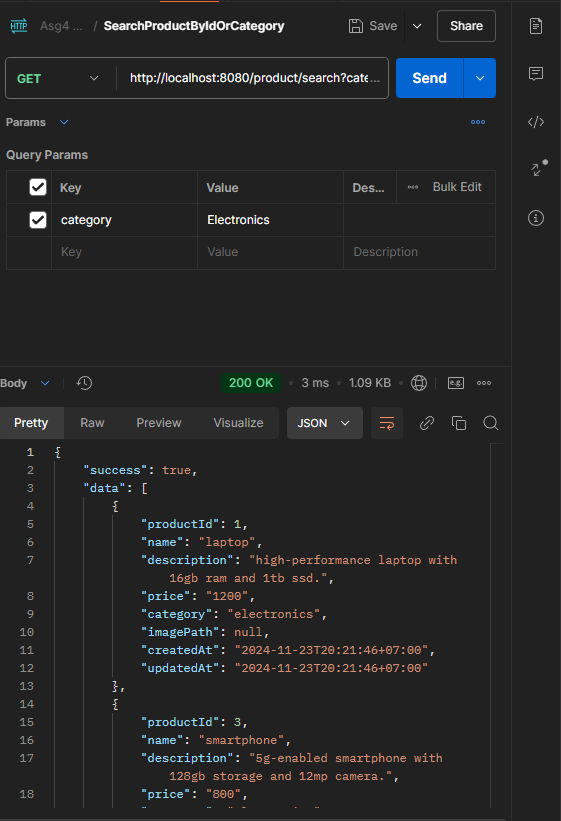 HTTP Asg4 ... / SearchProductByIdOrCategory Save Share
GET http://localhost:8080/product/search?cate... Send
Params
Query Params
Key Value Des... Bulk Edit
category Electronics
Key Value Description
Body 200 OK 3 ms 1.09 KB e.g.
Pretty Raw Preview Visualize JSON
1 {
2 "success": true,
3 "data": [
4 {
5 "productId": 1,
6 "name": "laptop",
7 "description": "high-performance laptop with
16gb ram and 1tb ssd.",
8 "price": "1200",
9 "category": "electronics",
10 "imagePath": null,
11 "createdAt": "2024-11-23T20:21:46+07:00",
12 "updatedAt": "2024-11-23T20:21:46+07:00"
13 },
14 {
15 "productId": 3,
16 "name": "smartphone",
17 "description": "5g-enabled smartphone with
128gb storage and 12mp camera.",
18 "price": "800",